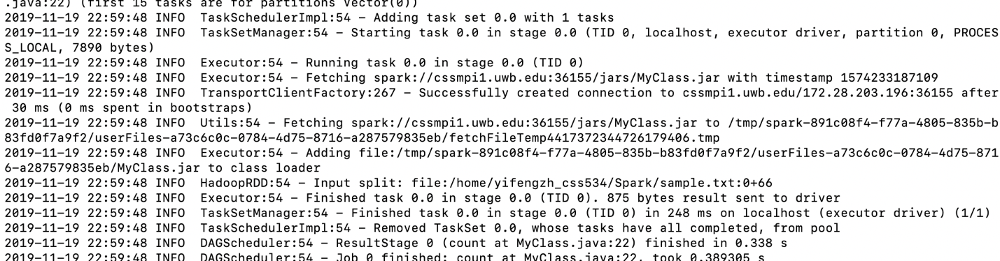 .java:22) (first 15 tasks are for partitions Vector(0))
2019-11-19 22:59:48 INFO  TaskSchedulerImpl:54 - Adding task set 0.0 with 1 tasks
2019-11-19 22:59:48 INFO  TaskSetManager:54 - Starting task 0.0 in stage 0.0 (TID 0, localhost, executor driver, partition 0, PROCES
S_LOCAL, 7890 bytes)
2019-11-19 22:59:48 INFO  Executor:54 - Running task 0.0 in stage 0.0 (TID 0)
2019-11-19 22:59:48 INFO  Executor:54 - Fetching spark://cssmpi1.uwb.edu:36155/jars/MyClass.jar with timestamp 1574233187109
2019-11-19 22:59:48 INFO  TransportClientFactory:267 - Successfully created connection to cssmpi1.uwb.edu/172.28.203.196:36155 after
 30 ms (0 ms spent in bootstraps)
2019-11-19 22:59:48 INFO  Utils:54 - Fetching spark://cssmpi1.uwb.edu:36155/jars/MyClass.jar to /tmp/spark-891c08f4-f77a-4805-835b-b
83fd0f7a9f2/userFiles-a73c6c0c-0784-4d75-8716-a287579835eb/fetchFileTemp4417372344726179406.tmp
2019-11-19 22:59:48 INFO  Executor:54 - Adding file:/tmp/spark-891c08f4-f77a-4805-835b-b83fd0f7a9f2/userFiles-a73c6c0c-0784-4d75-871
6-a287579835eb/MyClass.jar to class loader
2019-11-19 22:59:48 INFO  HadoopRDD:54 - Input split: file:/home/yifengzh_css534/Spark/sample.txt:0+66
2019-11-19 22:59:48 INFO  Executor:54 - Finished task 0.0 in stage 0.0 (TID 0). 875 bytes result sent to driver
2019-11-19 22:59:48 INFO  TaskSetManager:54 - Finished task 0.0 in stage 0.0 (TID 0) in 248 ms on localhost (executor driver) (1/1)
2019-11-19 22:59:48 INFO  TaskSchedulerImpl:54 - Removed TaskSet 0.0, whose tasks have all completed, from pool
2019-11-19 22:59:48 INFO  DAGScheduler:54 - ResultStage 0 (count at MyClass.java:22) finished in 0.338 s
2019-11-19 22:59:48 INFO  DAGScheduler:54 - Job 0 finished: count at MyClass.java:22, took 0.389305 s